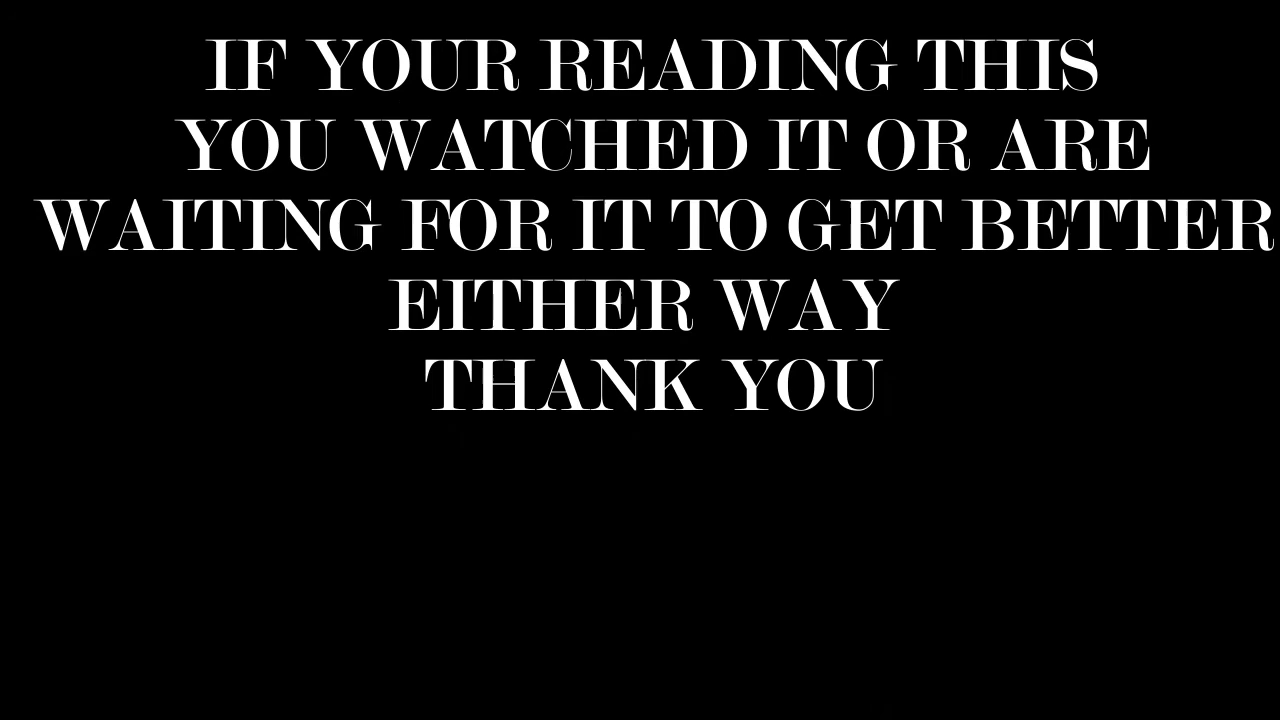 IF YOUR READING THIS
YOU WATCHED IT OR ARE
WAITING FOR IT TO GET BETTER
EITHER WAY
THANK YOU